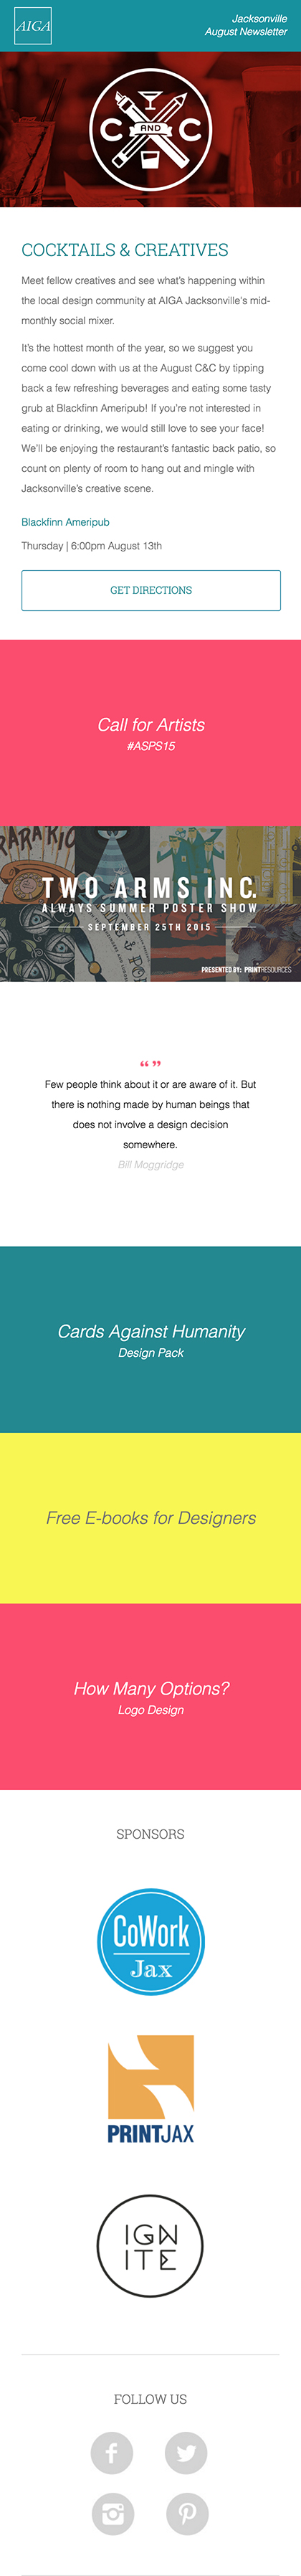 AIGA
Jacksonville
August Newsletter
C AND C
COCKTAILS & CREATIVES
Meet fellow creatives and see what's happening within
the local design community at AIGA Jacksonville's mid-
monthly social mixer.
It's the hottest month of the year, so we suggest you
come cool down with us at the August C&C by tipping
back a few refreshing beverages and eating some tasty
grub at Blackfinn Ameripub! If you're not interested in
eating or drinking, we would still love to see your face!
We'll be enjoying the restaurant's fantastic back patio, so
count on plenty of room to hang out and mingle with
Jacksonville's creative scene.
Blackfinn Ameripub
Thursday | 6:00pm August 13th
GET DIRECTIONS
Call for Artists
#ASPS15
TWO ARMS INC.
ALWAYS SUMMER POSTER SHOW
SEPTEMBER 25TH 2015
PRESENTED BY: PRINTRESOURCES
“ ”
Few people think about it or are aware of it. But
there is nothing made by human beings that
does not involve a design decision
somewhere.
Bill Moggridge
Cards Against Humanity
Design Pack
Free E-books for Designers
How Many Options?
Logo Design
SPONSORS
CoWork
Jax
PRINTJAX
IGN
ITE
FOLLOW US